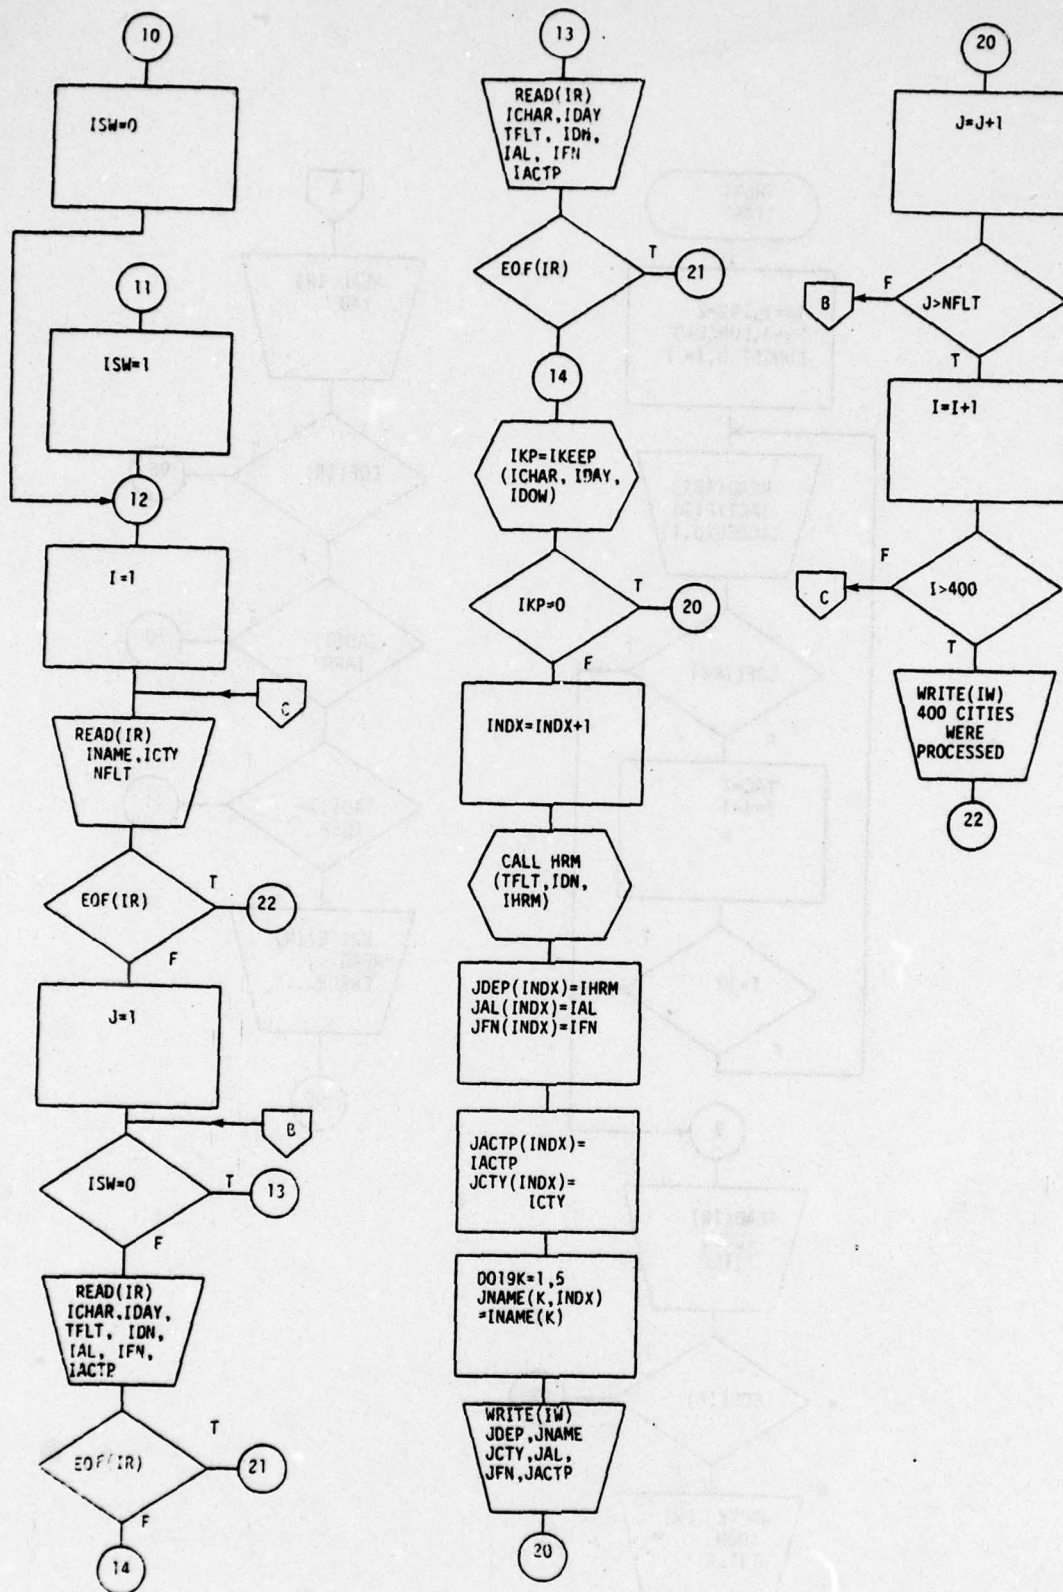 10
ISW=0
11
ISW=1
12
I=1
C
READ(IR)
INAME,ICTY
NFLT
EOF(IR)
T
22
F
J=1
B
ISW=0
T
13
F
READ(IR)
ICHAR.IDAY,
TFLT, IDN,
IAL, IFN,
IACTP
EOF(IR)
T
21
F
14
13
READ(IR)
ICHAR,IDAY
TFLT, IDN,
IAL, IFN
IACTP
EOF(IR)
T
21
14
IKP=IKEEP
(ICHAR, IDAY,
IDOW)
IKP=0
T
20
F
INDX=INDX+1
CALL HRM
(TFLT,IDN,
IHRM)
JDEP(INDX)=IHRM
JAL(INDX)=IAL
JFN(INDX)=IFN
JACTP(INDX)=
IACTP
JCTY(INDX)=
ICTY
DO19K=1,5
JNAME(K,INDX)
=INAME(K)
WRITE(IW)
JDEP,JNAME
JCTY,JAL,
JFN,JACTP
20
20
J=J+1
J>NFLT
F
B
T
I=I+1
I>400
F
C
T
WRITE(IW)
400 CITIES
WERE
PROCESSED
22